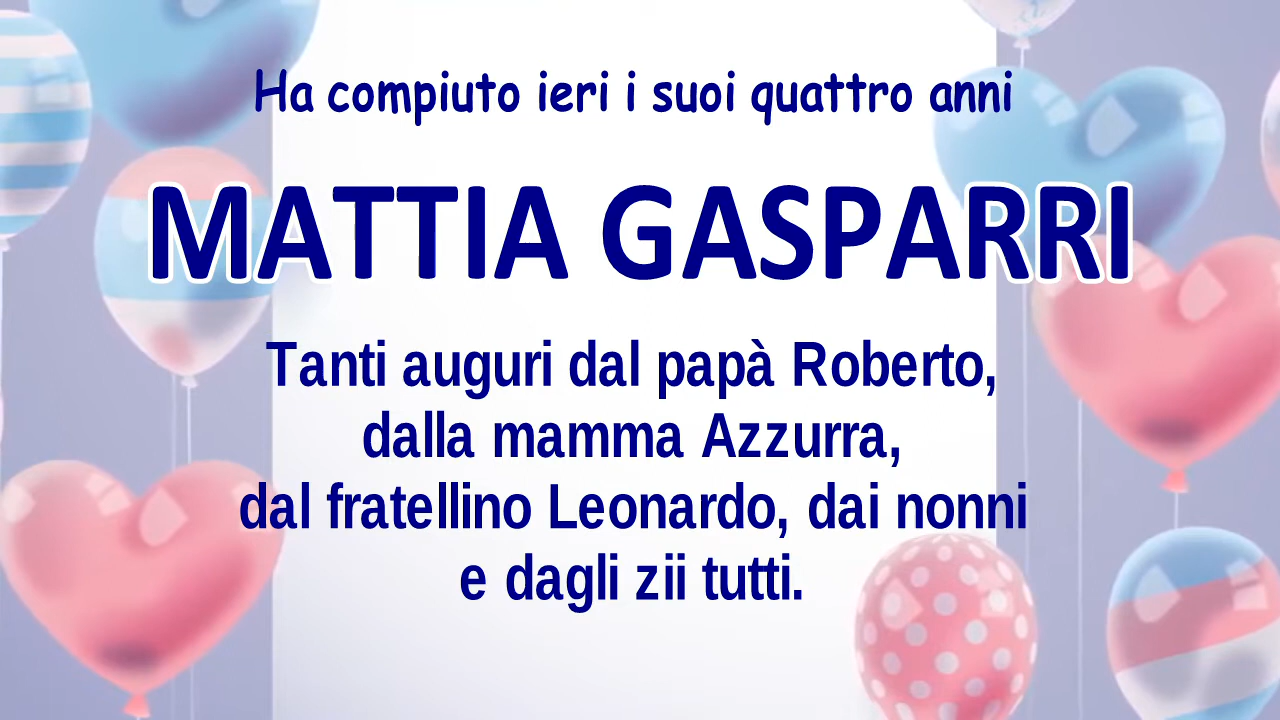 Ha compiuto ieri i suoi quattro anni
MATTIA GASPARRI
Tanti auguri dal papà Roberto,
dalla mamma Azzurra,
dal fratellino Leonardo, dai nonni
e dagli zii tutti.